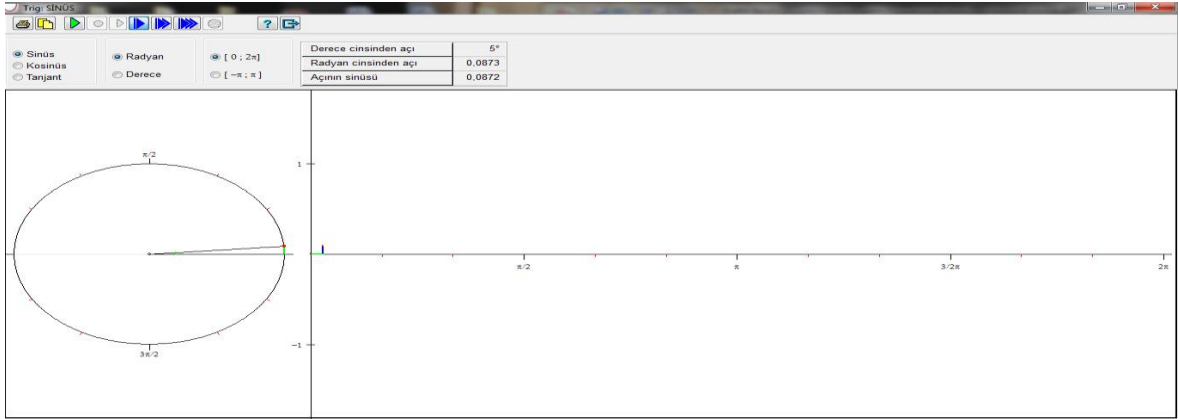 Trig: SİNÜS
?
Sinüs
Kosinüs
Tanjant
Radyan
Derece
[ 0 ; 2π]
[ −π ; π ]
Derece cinsinden açı 5°
Radyan cinsinden açı 0,0873
Açının sinüsü 0,0872
π/2
3π/2
1
−1
π/2
π
3/2π
2π